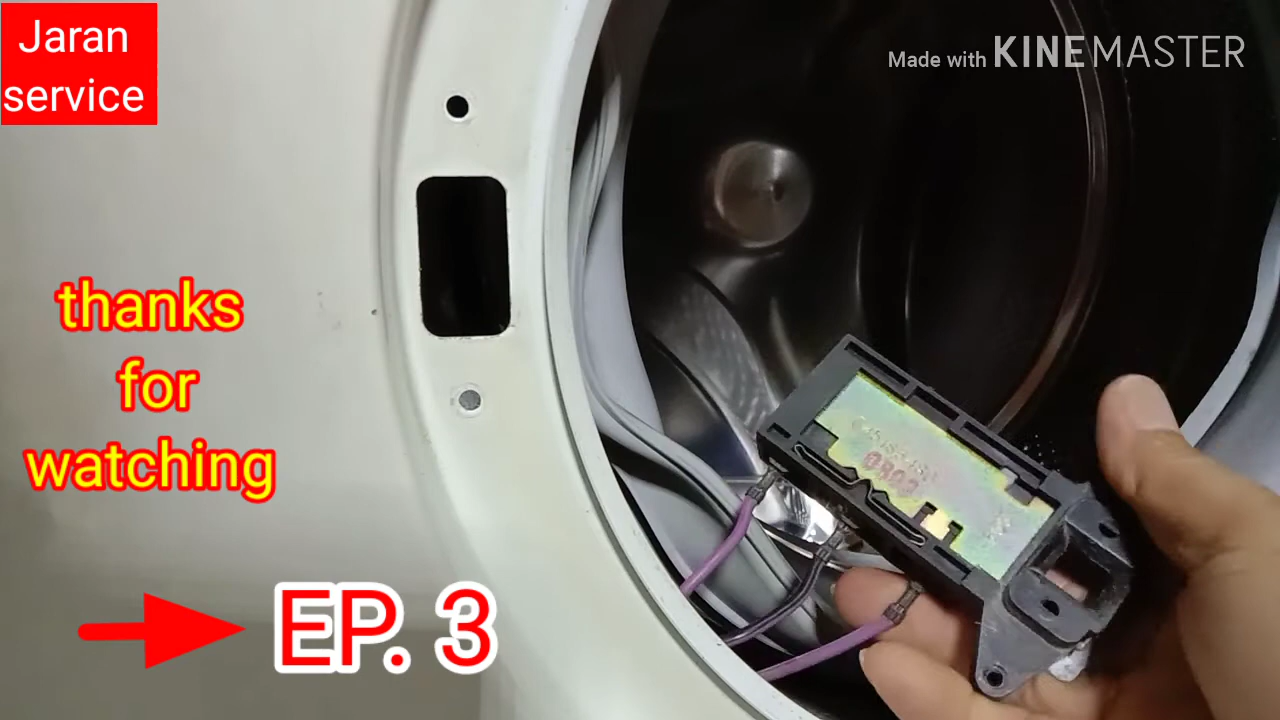 Jaran
service
Made with KINEMASTER
thanks
for
watching
EP. 3